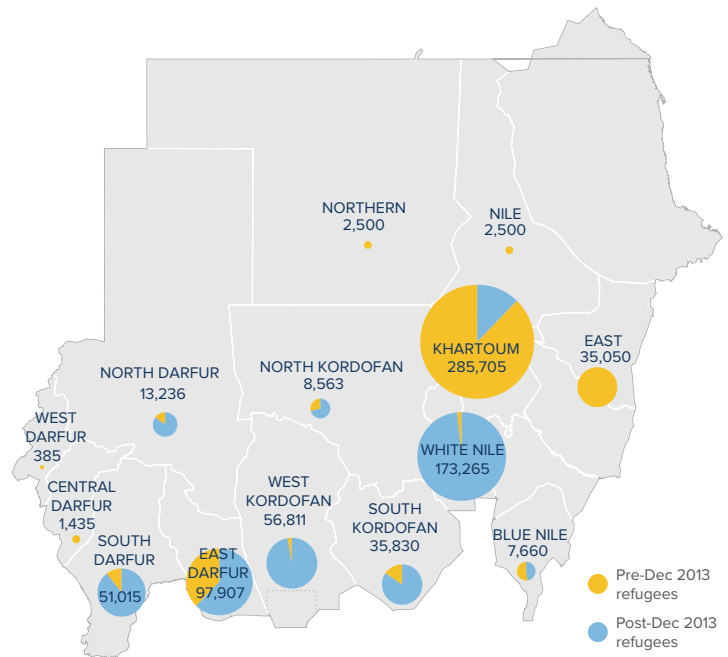 NORTHERN
2,500
NILE
2,500
KHARTOUM
285,705
EAST
35,050
NORTH DARFUR
13,236
NORTH KORDOFAN
8,563
WEST
DARFUR
385
WHITE NILE
173,265
CENTRAL
DARFUR
1,435
WEST
KORDOFAN
56,811
SOUTH
KORDOFAN
35,830
SOUTH
DARFUR
51,015
EAST
DARFUR
97,907
BLUE NILE
7,660
Pre-Dec 2013
refugees
Post-Dec 2013
refugees